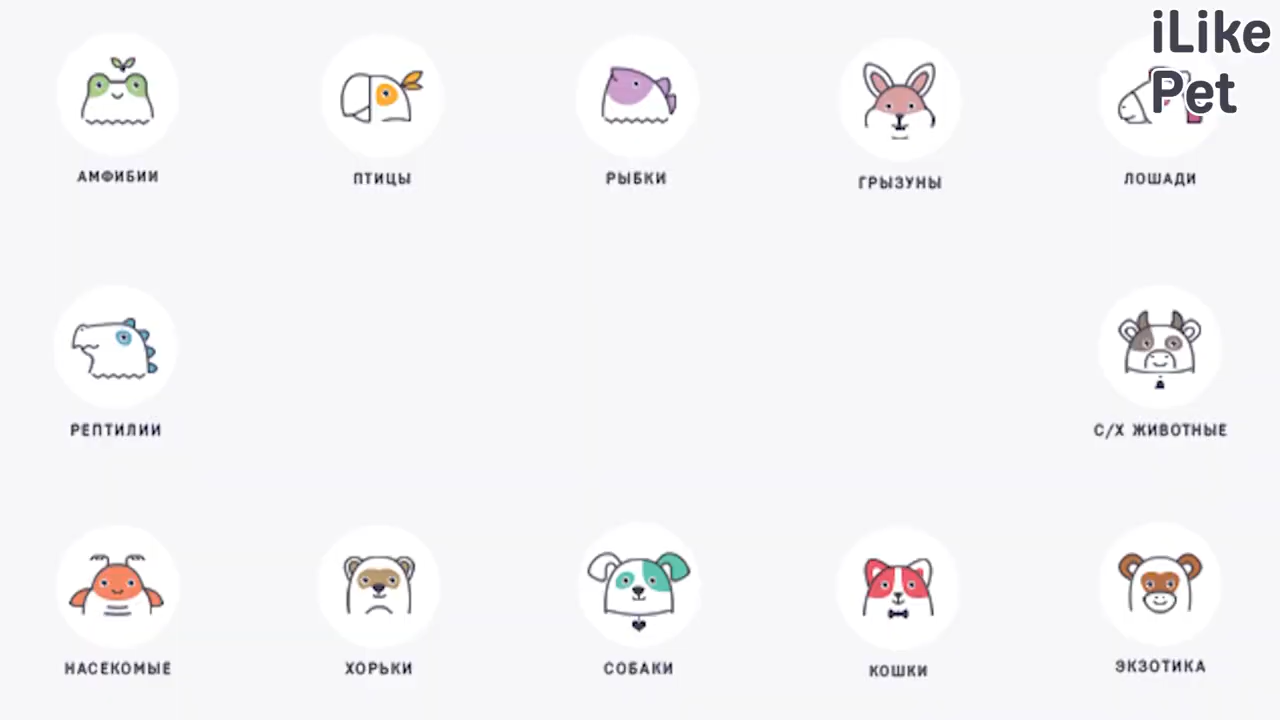 iLike
Pet
АМФИБИИ
ПТИЦЫ
РЫБКИ
ГРЫЗУНЫ
ЛОШАДИ
РЕПТИЛИИ
С/Х ЖИВОТНЫЕ
НАСЕКОМЫЕ
ХОРЬКИ
СОБАКИ
КОШКИ
ЭКЗОТИКА